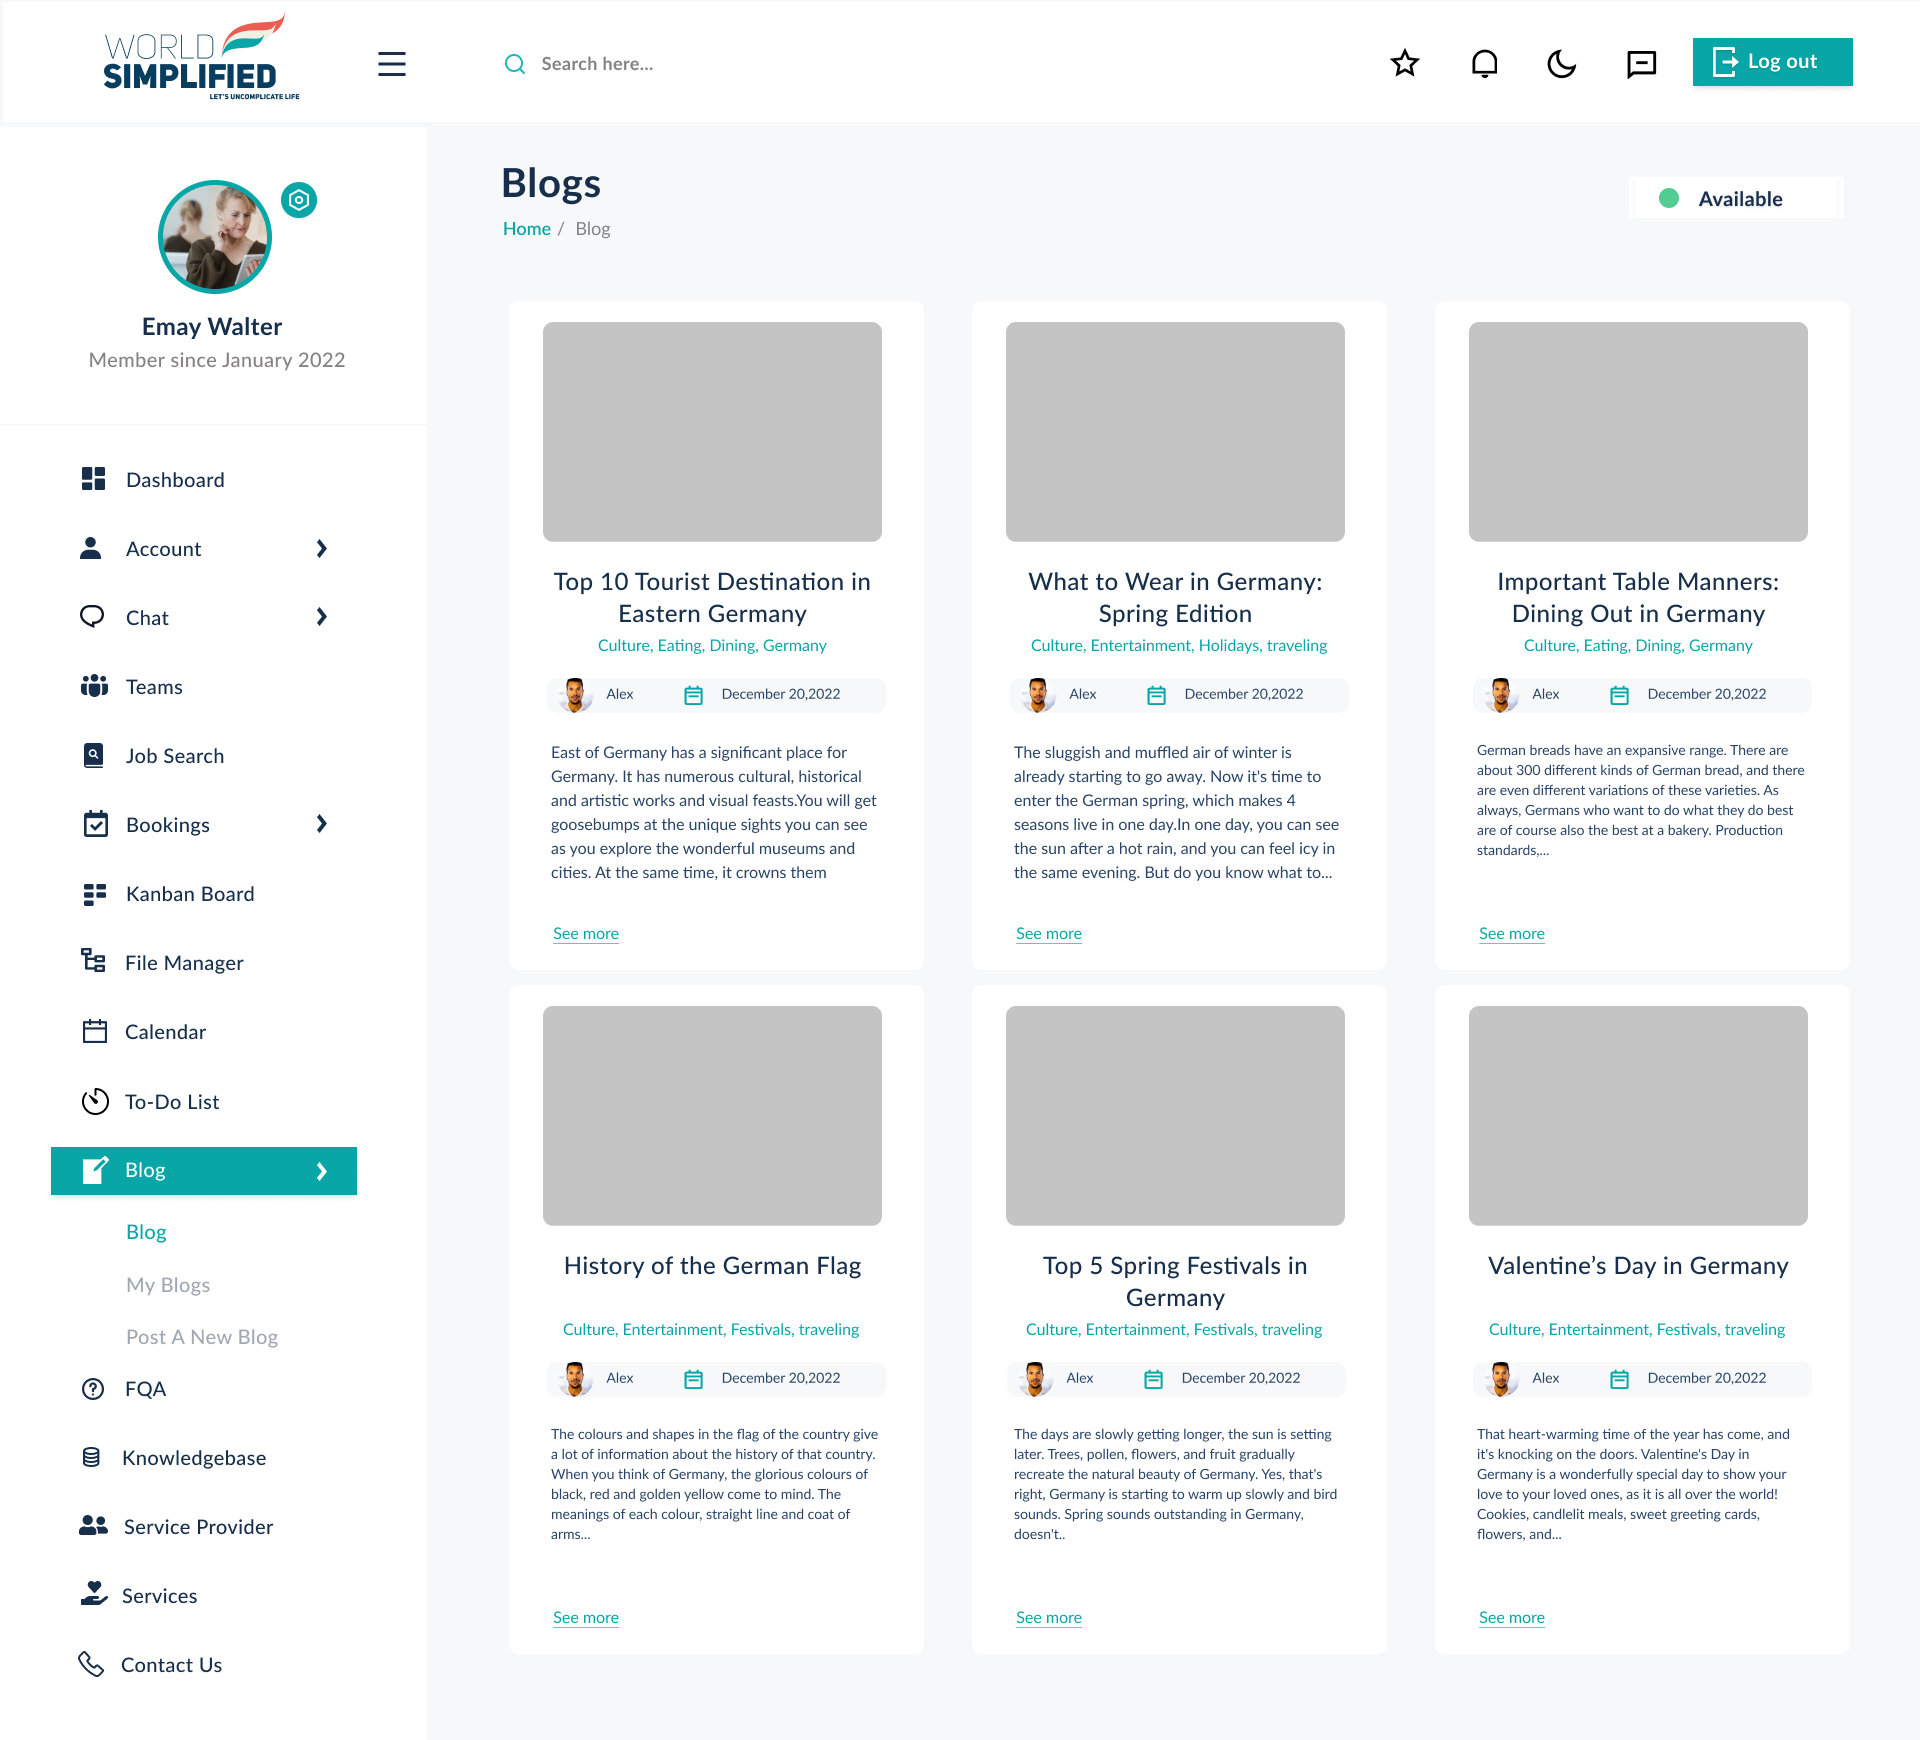 WORLD
SIMPLIFIED
LET'S UNCOMPLICATE LIFE
Search here...
Log out
Emay Walter
Member since January 2022
Dashboard
Account
Chat
Teams
Job Search
Bookings
Kanban Board
File Manager
Calendar
To-Do List
Blog
Blog
My Blogs
Post A New Blog
FQA
Knowledgebase
Service Provider
Services
Contact Us
Blogs
Home / Blog
Available
Top 10 Tourist Destination in
Eastern Germany
Culture, Eating, Dining, Germany
Alex December 20,2022
East of Germany has a significant place for
Germany. It has numerous cultural, historical
and artistic works and visual feasts.You will get
goosebumps at the unique sights you can see
as you explore the wonderful museums and
cities. At the same time, it crowns them
See more
What to Wear in Germany:
Spring Edition
Culture, Entertainment, Holidays, traveling
Alex December 20,2022
The sluggish and muffled air of winter is
already starting to go away. Now it's time to
enter the German spring, which makes 4
seasons live in one day.In one day, you can see
the sun after a hot rain, and you can feel icy in
the same evening. But do you know what to...
See more
Important Table Manners:
Dining Out in Germany
Culture, Eating, Dining, Germany
Alex December 20,2022
German breads have an expansive range. There are
about 300 different kinds of German bread, and there
are even different variations of these varieties. As
always, Germans who want to do what they do best
are of course also the best at a bakery. Production
standards,...
See more
History of the German Flag
Culture, Entertainment, Festivals, traveling
Alex December 20,2022
The colours and shapes in the flag of the country give
a lot of information about the history of that country.
When you think of Germany, the glorious colours of
black, red and golden yellow come to mind. The
meanings of each colour, straight line and coat of
arms...
See more
Top 5 Spring Festivals in
Germany
Culture, Entertainment, Festivals, traveling
Alex December 20,2022
The days are slowly getting longer, the sun is setting
later. Trees, pollen, flowers, and fruit gradually
recreate the natural beauty of Germany. Yes, that's
right, Germany is starting to warm up slowly and bird
sounds. Spring sounds outstanding in Germany,
doesn't..
See more
Valentine’s Day in Germany
Culture, Entertainment, Festivals, traveling
Alex December 20,2022
That heart-warming time of the year has come, and
it's knocking on the doors. Valentine's Day in
Germany is a wonderfully special day to show your
love to your loved ones, as it is all over the world!
Cookies, candlelit meals, sweet greeting cards,
flowers, and...
See more